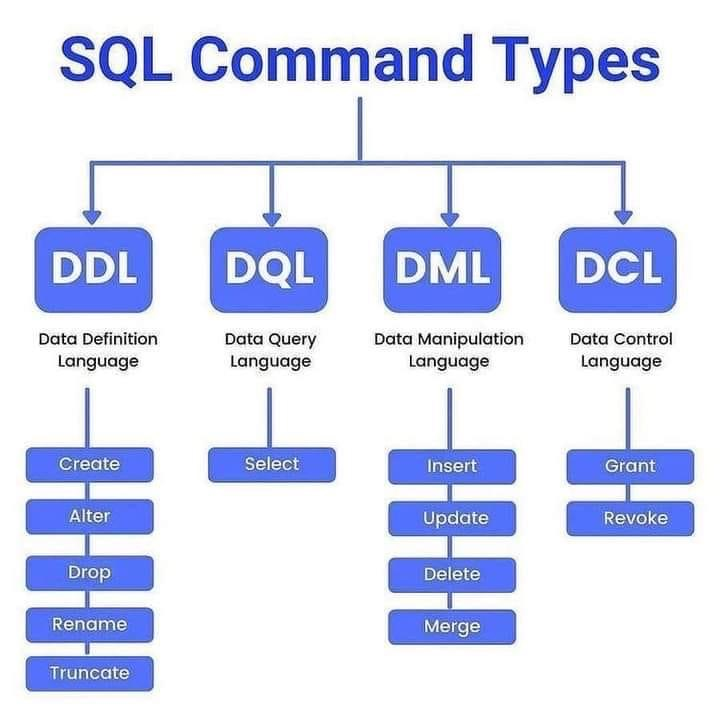 SQL Command Types
DDL
DQL
DML
DCL
Data Definition
Language
Data Query
Language
Data Manipulation
Language
Data Control
Language
Create
Alter
Drop
Rename
Truncate
Select
Insert
Update
Delete
Merge
Grant
Revoke